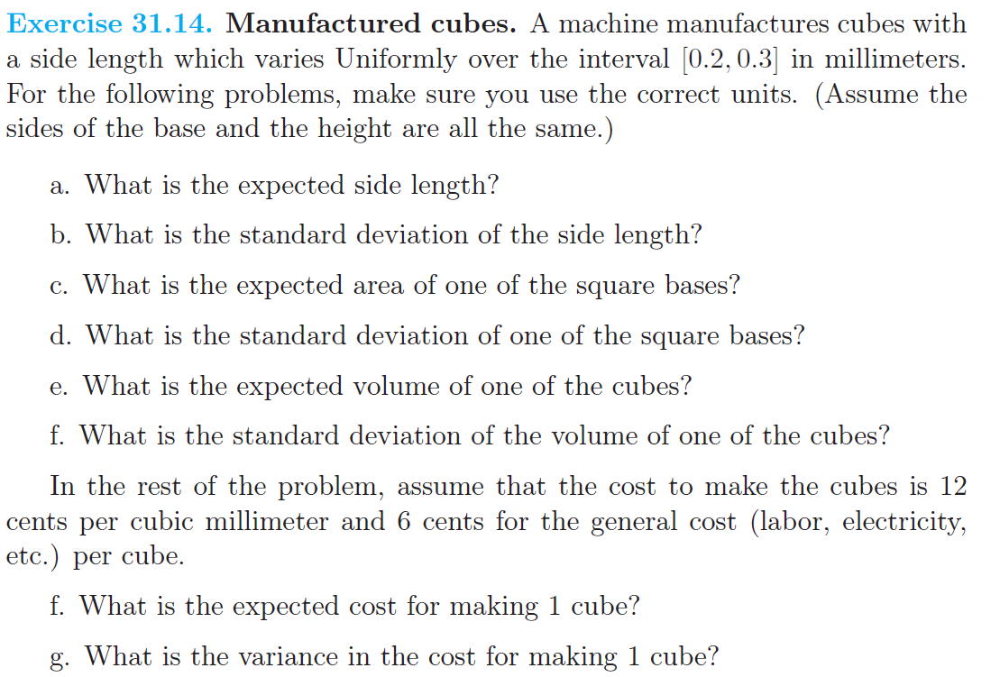 Exercise 31.14. Manufactured cubes. A machine manufactures cubes with
a side length which varies Uniformly over the interval [0.2, 0.3] in millimeters.
For the following problems, make sure you use the correct units. (Assume the
sides of the base and the height are all the same.)
a. What is the expected side length?
b. What is the standard deviation of the side length?
c. What is the expected area of one of the square bases?
d. What is the standard deviation of one of the square bases?
e. What is the expected volume of one of the cubes?
f. What is the standard deviation of the volume of one of the cubes?
In the rest of the problem, assume that the cost to make the cubes is 12
cents per cubic millimeter and 6 cents for the general cost (labor, electricity,
etc.) per cube.
f. What is the expected cost for making 1 cube?
g. What is the variance in the cost for making 1 cube?